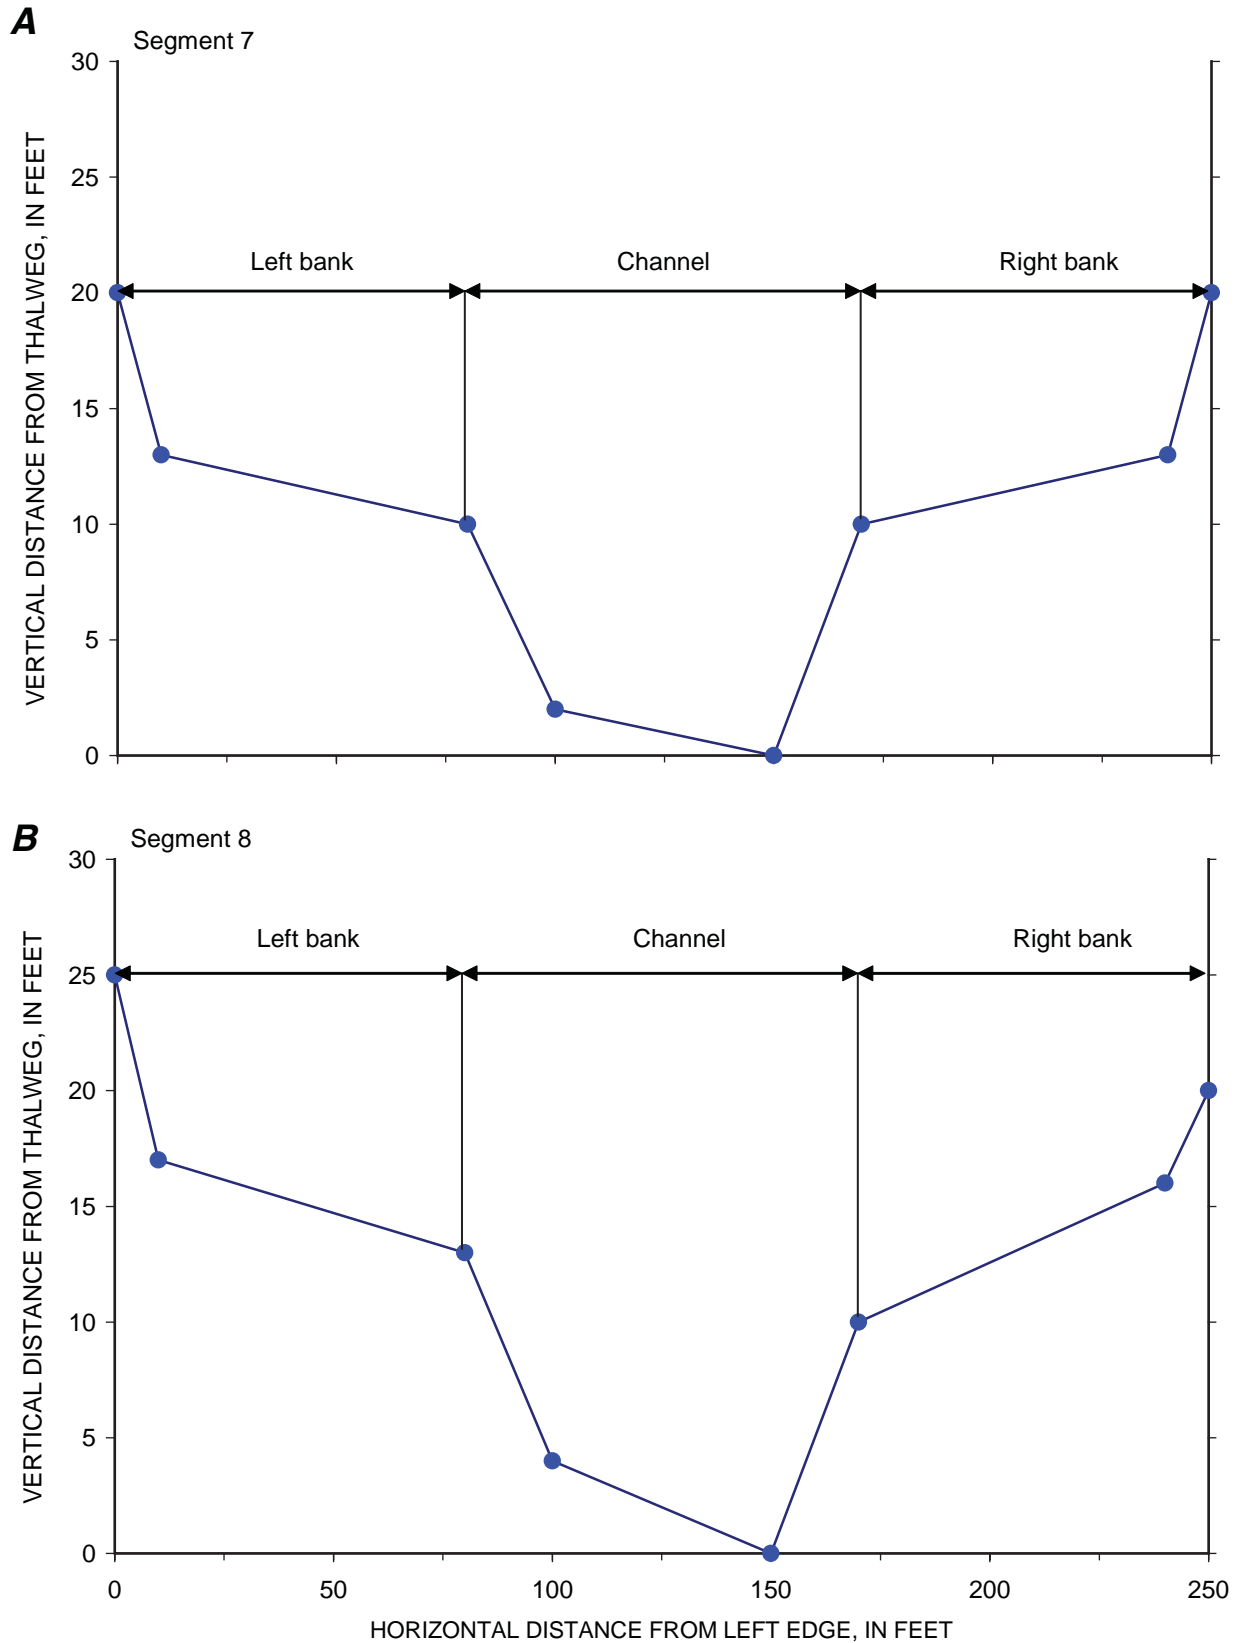 A
Segment 7
30
25
20
15
10
5
0
VERTICAL DISTANCE FROM THALWEG, IN FEET
Left bank
Channel
Right bank
B
Segment 8
30
25
20
15
10
5
0
VERTICAL DISTANCE FROM THALWEG, IN FEET
Left bank
Channel
Right bank
0
50
100
150
200
250
HORIZONTAL DISTANCE FROM LEFT EDGE, IN FEET